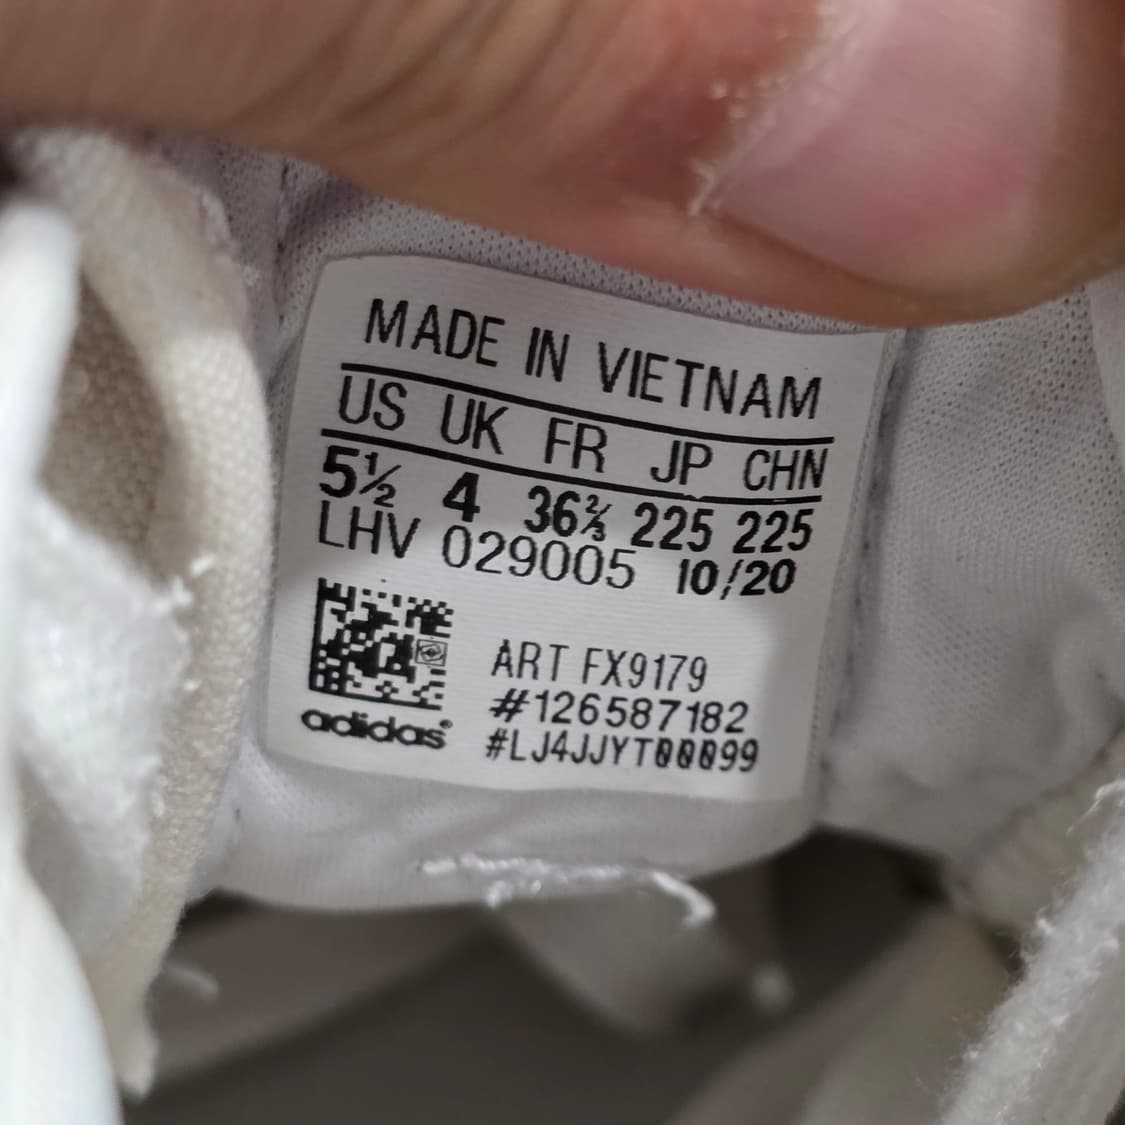 MADE IN VIETNAM
US UK FR JP CHN
5½ 4 36⅔ 225 225
LHV 029005 10/20
ART FX9179
#126587182
adidas®
#LJ4JJYT00099